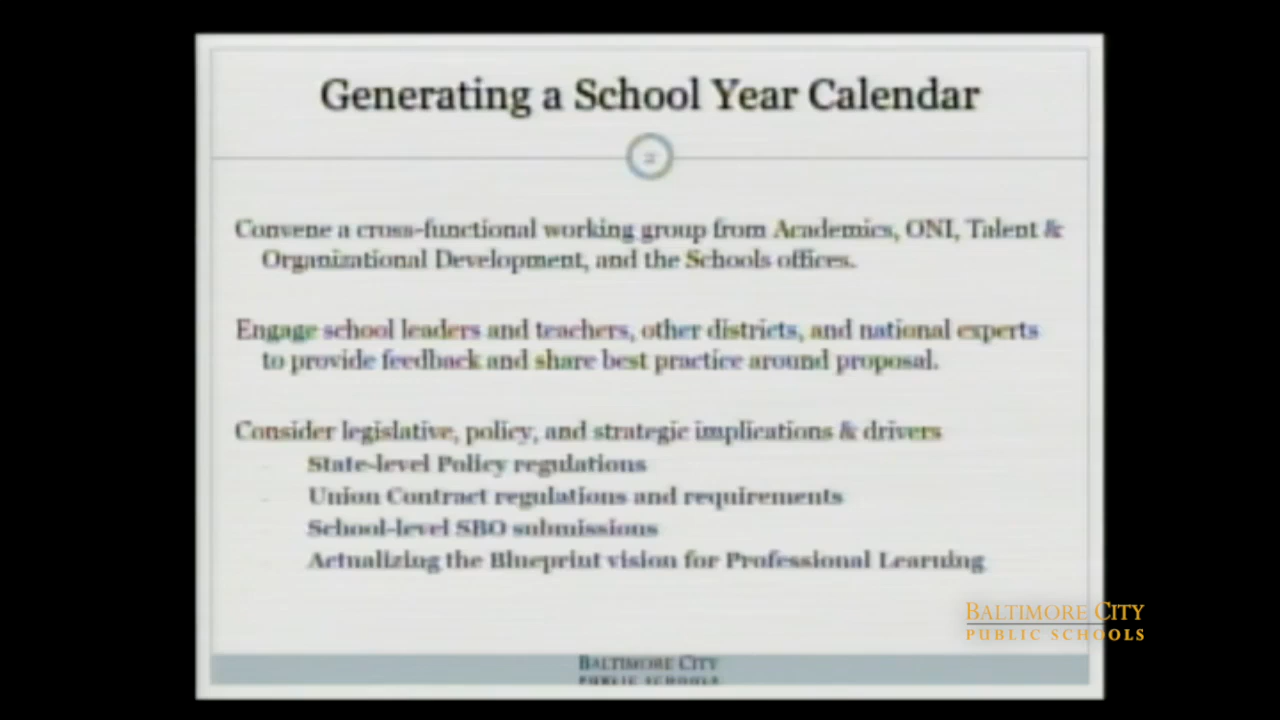 Generating a School Year Calendar
2
Convene a cross-functional working group from Academics, ONI, Talent &
Organizational Development, and the Schools offices.
Engage school leaders and teachers, other districts, and national experts
to provide feedback and share best practice around proposal.
Consider legislative, policy, and strategic implications & drivers
- State-level Policy regulations
- Union Contract regulations and requirements
- School-level SBO submissions
- Actualizing the Blueprint vision for Professional Learning
BALTIMORE CITY
PUBLIC SCHOOLS
BALTIMORE CITY
PUBLIC SCHOOLS